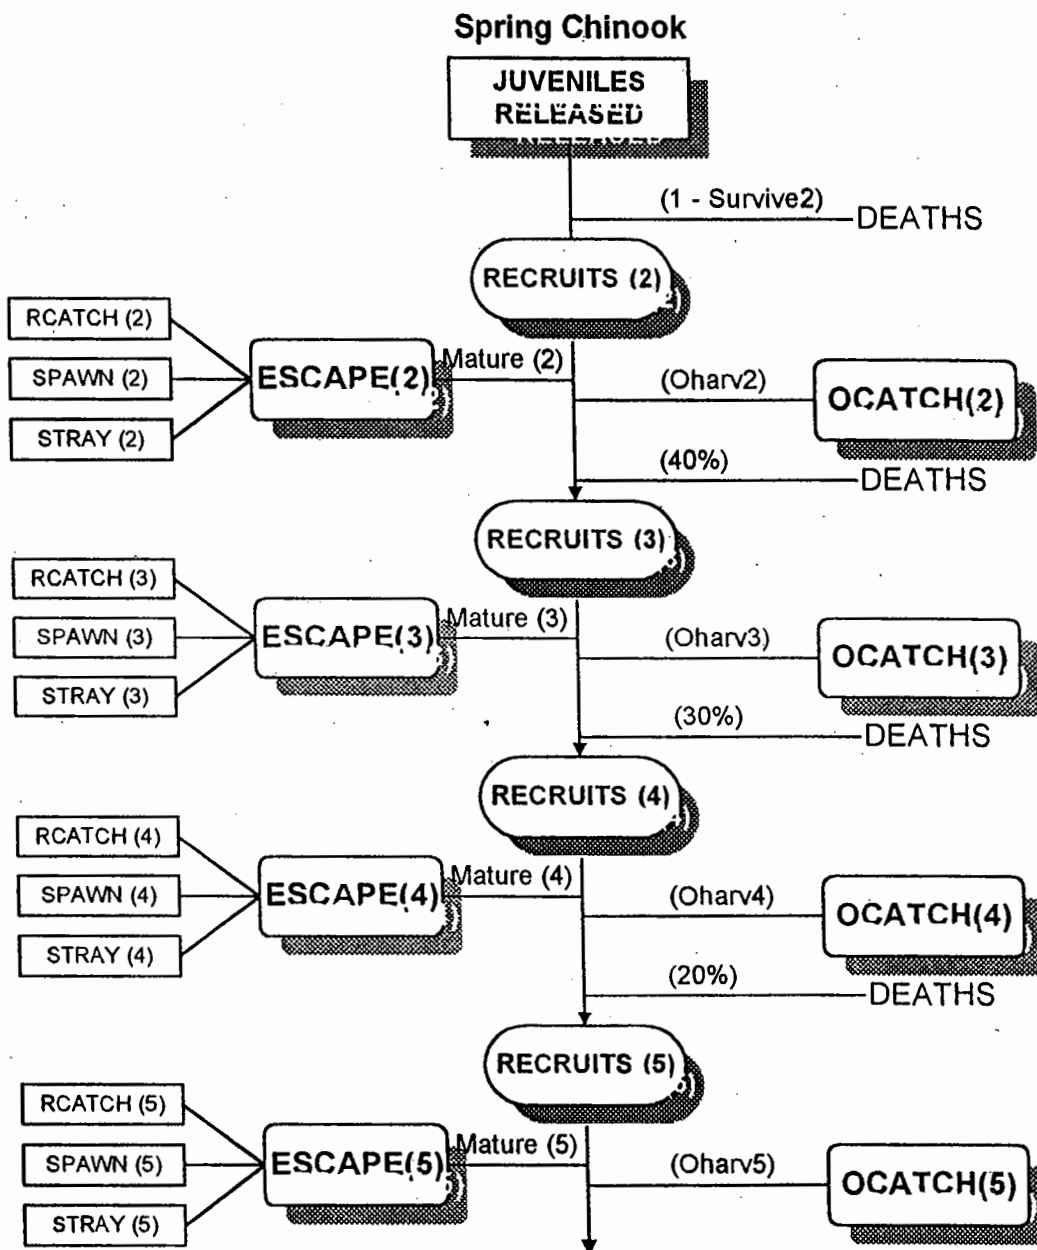 Spring Chinook
JUVENILES
RELEASED
(1 - Survive2)
DEATHS
RECRUITS (2)
RCATCH (2)
SPAWN (2)
STRAY (2)
ESCAPE(2)
Mature (2)
(Oharv2)
OCATCH(2)
(40%)
DEATHS
RECRUITS (3)
RCATCH (3)
SPAWN (3)
STRAY (3)
ESCAPE(3)
Mature (3)
(Oharv3)
OCATCH(3)
(30%)
DEATHS
RECRUITS (4)
RCATCH (4)
SPAWN (4)
STRAY (4)
ESCAPE(4)
Mature (4)
(Oharv4)
OCATCH(4)
(20%)
DEATHS
RECRUITS (5)
RCATCH (5)
SPAWN (5)
STRAY (5)
ESCAPE(5)
Mature (5)
(Oharv5)
OCATCH(5)